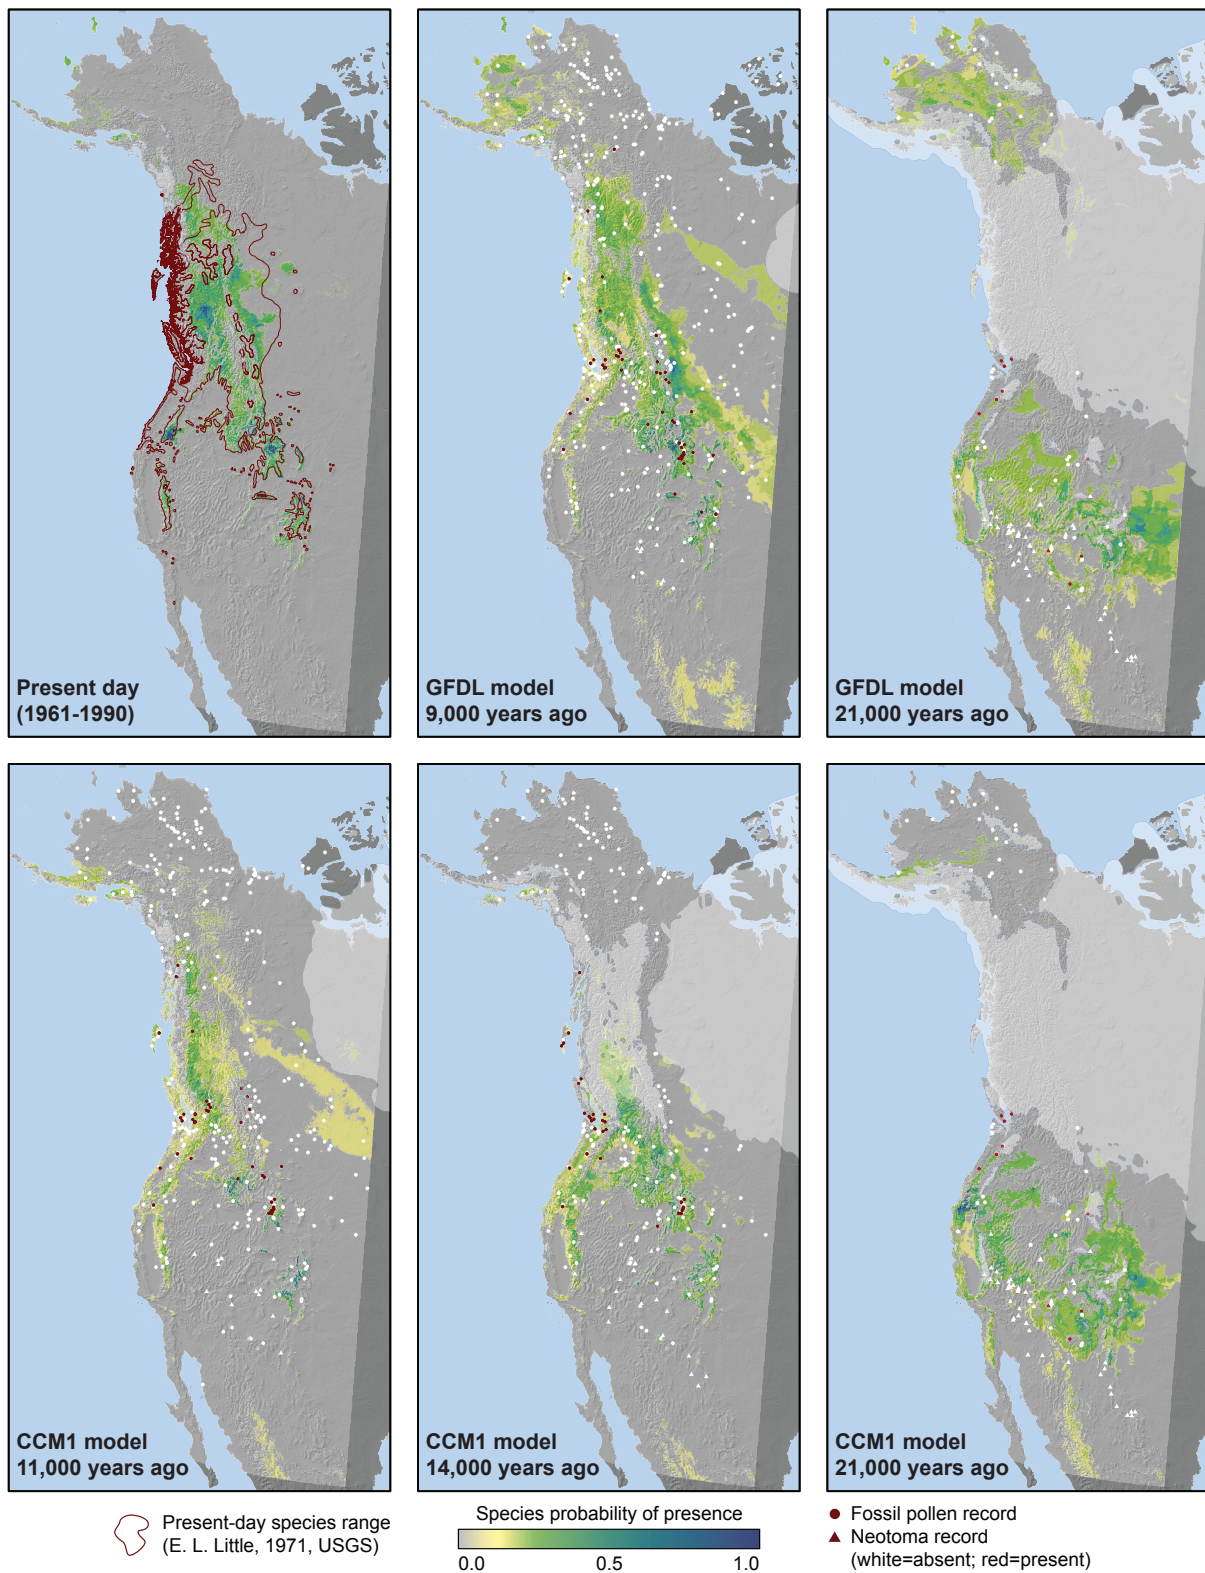 Present day
(1961-1990)
GFDL model
9,000 years ago
GFDL model
21,000 years ago
CCM1 model
11,000 years ago
CCM1 model
14,000 years ago
CCM1 model
21,000 years ago
Present-day species range
(E. L. Little, 1971, USGS)
Species probability of presence
0.0
0.5
1.0
Fossil pollen record
Neotoma record
(white=absent; red=present)